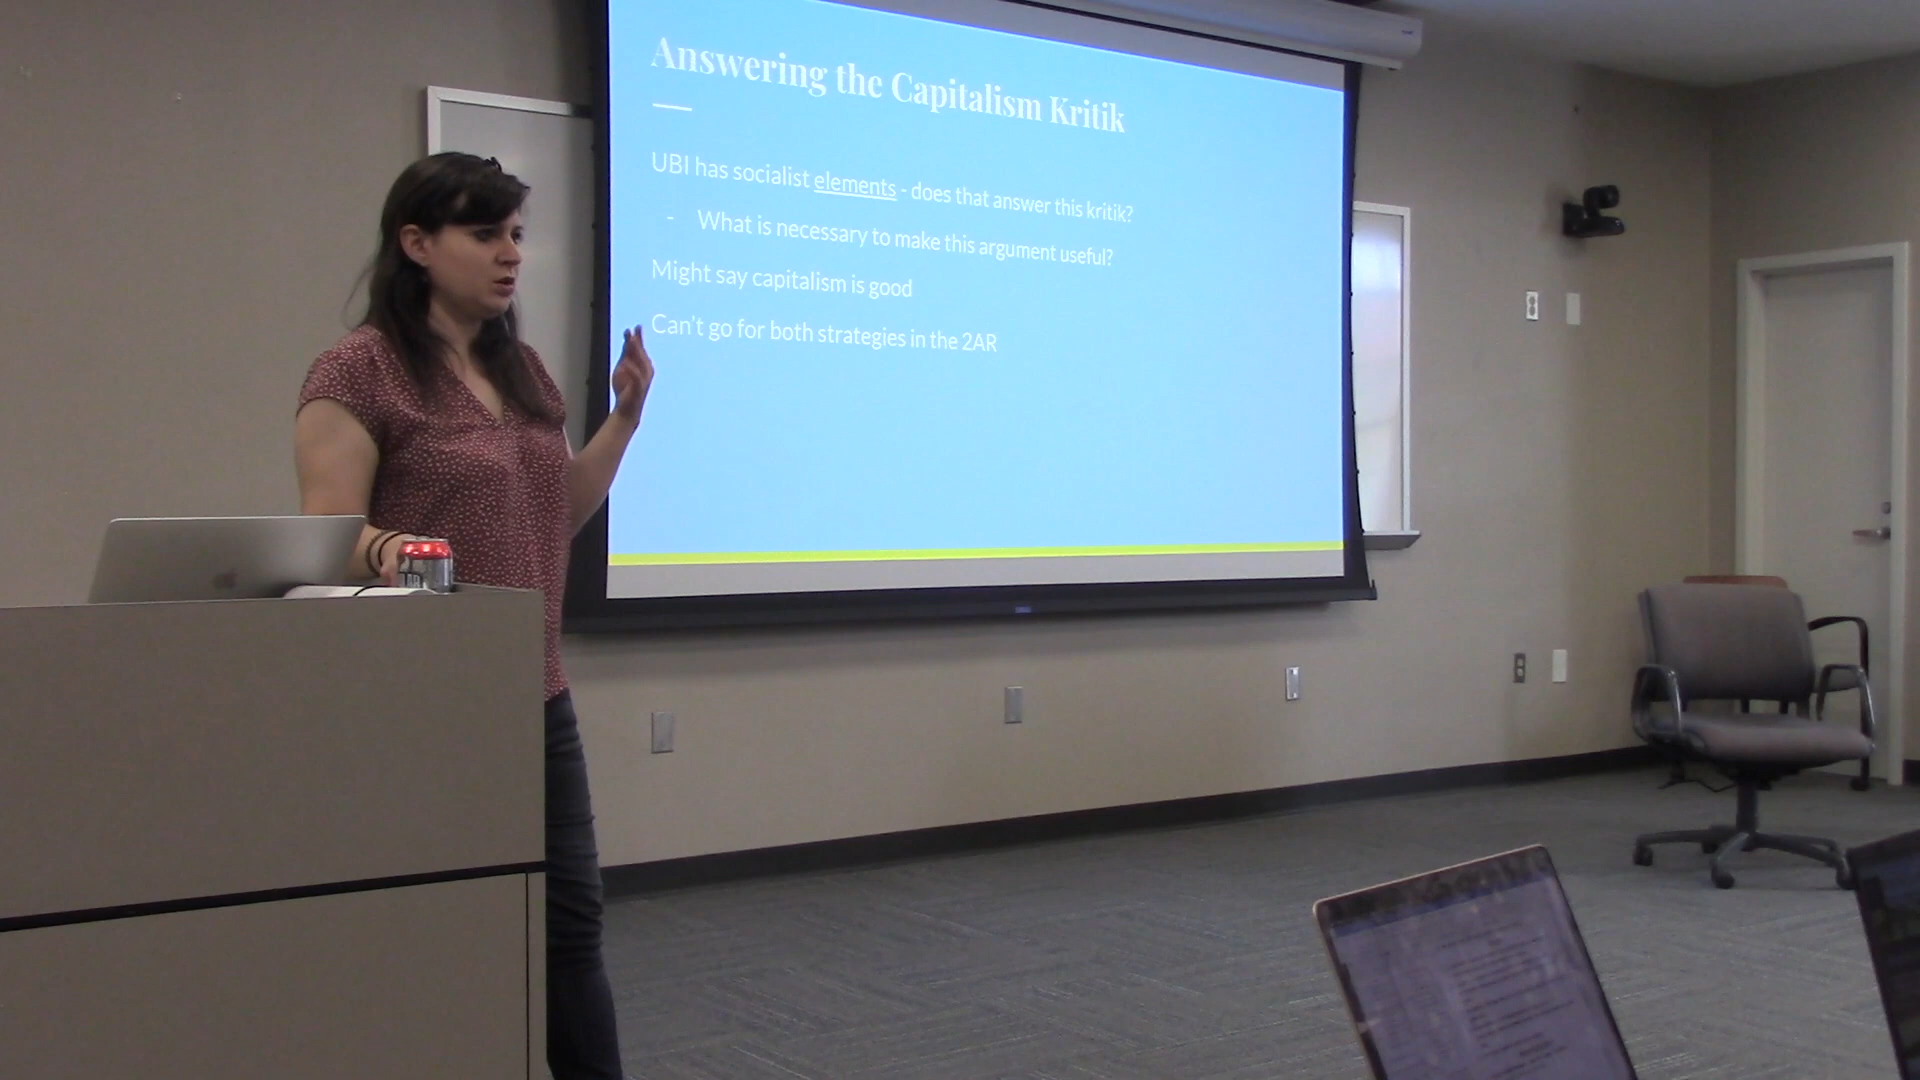 Answering the Capitalism Kritik
UBI has socialist elements - does that answer this kritik?
- What is necessary to make this argument useful?
Might say capitalism is good
Can't go for both strategies in the 2AR